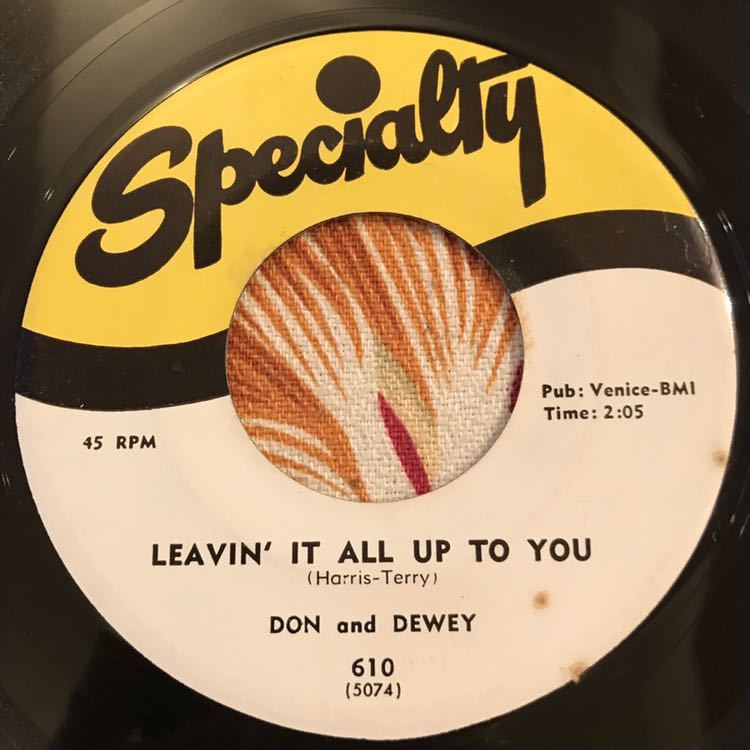 Specialty
Pub: Venice-BMI
Time: 2:05
45 RPM
LEAVIN' IT ALL UP TO YOU
(Harris-Terry)
DON and DEWEY
610
(5074)